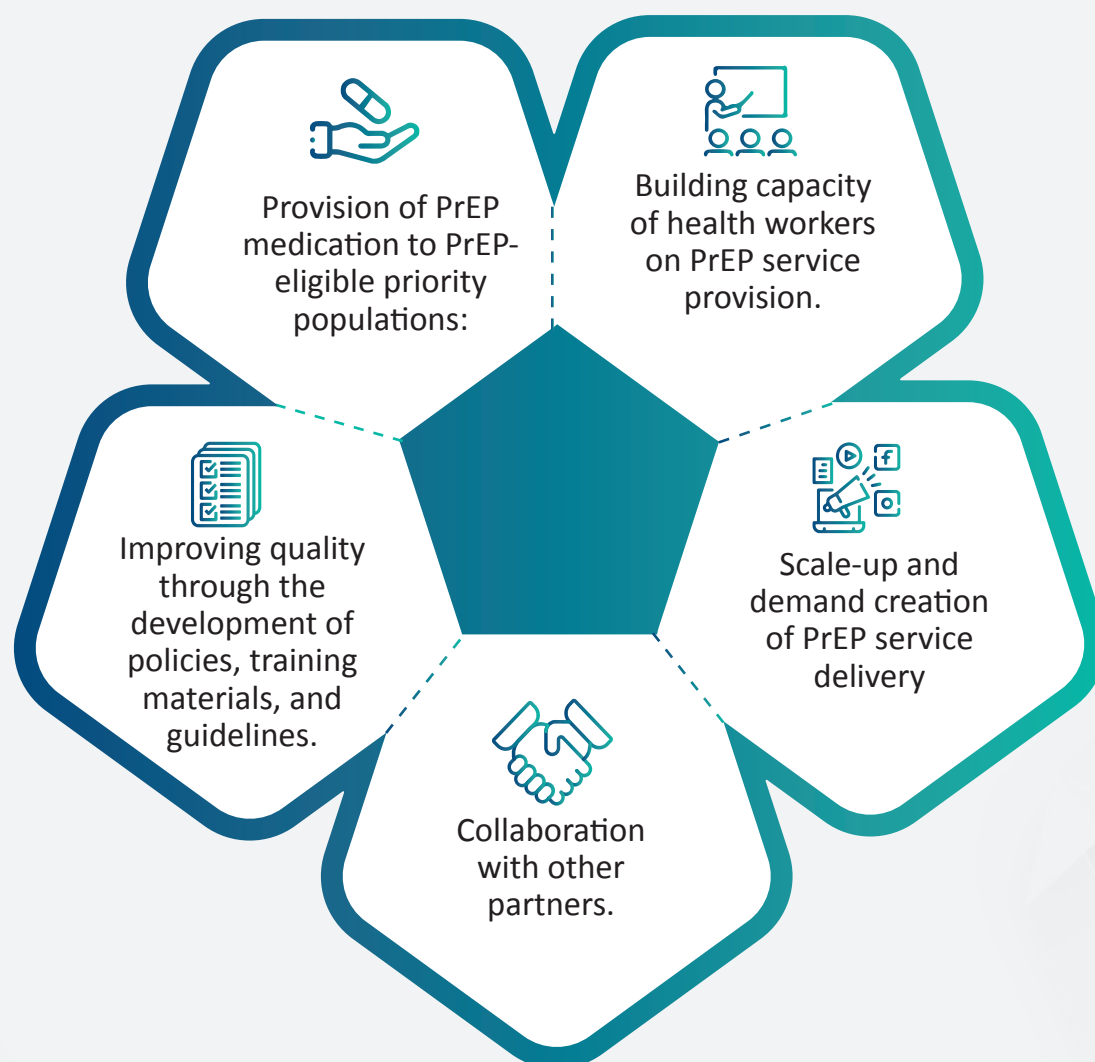 Provision of PrEP
medication to PrEP-
eligible priority
populations:
Building capacity
of health workers
on PrEP service
provision.
Improving quality
through the
development of
policies, training
materials, and
guidelines.
Scale-up and
demand creation
of PrEP service
delivery
Collaboration
with other
partners.